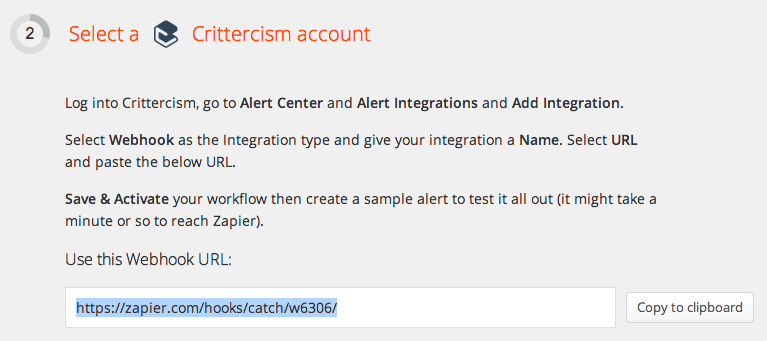 2 Select a Crittercism account
Log into Crittercism, go to Alert Center and Alert Integrations and Add Integration.
Select Webhook as the Integration type and give your integration a Name. Select URL
and paste the below URL.
Save & Activate your workflow then create a sample alert to test it all out (it might take a
minute or so to reach Zapier).
Use this Webhook URL:
https://zapier.com/hooks/catch/w6306/ Copy to clipboard